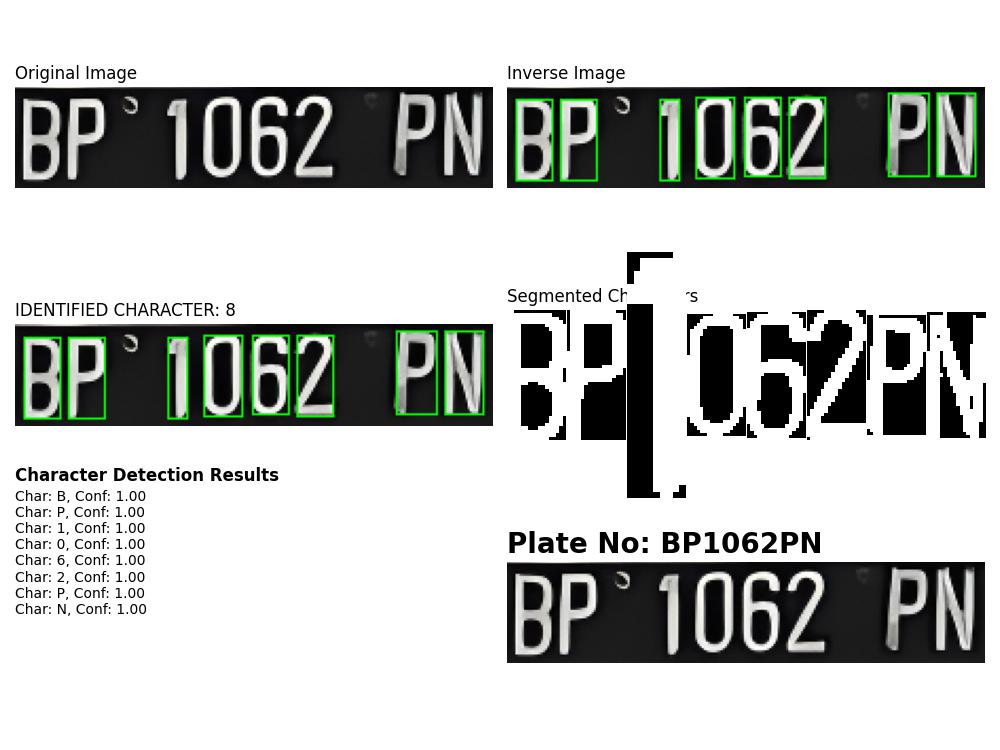 Original Image
BP 1062 PN
Inverse Image
BP 1062 PN
IDENTIFIED CHARACTER: 8
BP 1062 PN
Segmented Ch rs
BP1062PN
Character Detection Results
Char: B, Conf: 1.00
Char: P, Conf: 1.00
Char: 1, Conf: 1.00
Char: 0, Conf: 1.00
Char: 6, Conf: 1.00
Char: 2, Conf: 1.00
Char: P, Conf: 1.00
Char: N, Conf: 1.00
Plate No: BP1062PN
BP 1062 PN